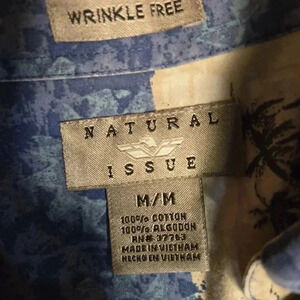 WRINKLE FREE
NATURAL
ISSUE
M/M
100% COTTON
100% ALGODON
RN# 37763
MADE IN VIETNAM
HECHO EN VIETNAM